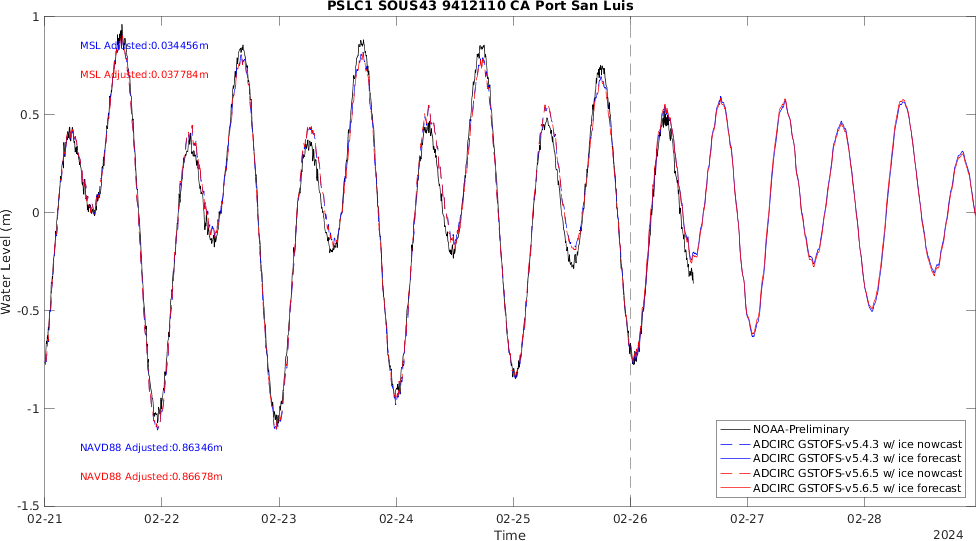 PSLC1 SOUS43 9412110 CA Port San Luis
1
0.5
0
-0.5
-1
-1.5
Water Level (m)
MSL Adjusted:0.034456m
MSL Adjusted:0.037784m
NAVD88 Adjusted:0.86346m
NAVD88 Adjusted:0.86678m
NOAA-Preliminary
ADCIRC GSTOFS-v5.4.3 w/ ice nowcast
ADCIRC GSTOFS-v5.4.3 w/ ice forecast
ADCIRC GSTOFS-v5.6.5 w/ ice nowcast
ADCIRC GSTOFS-v5.6.5 w/ ice forecast
02-21 02-22 02-23 02-24 02-25 02-26 02-27 02-28
Time
2024